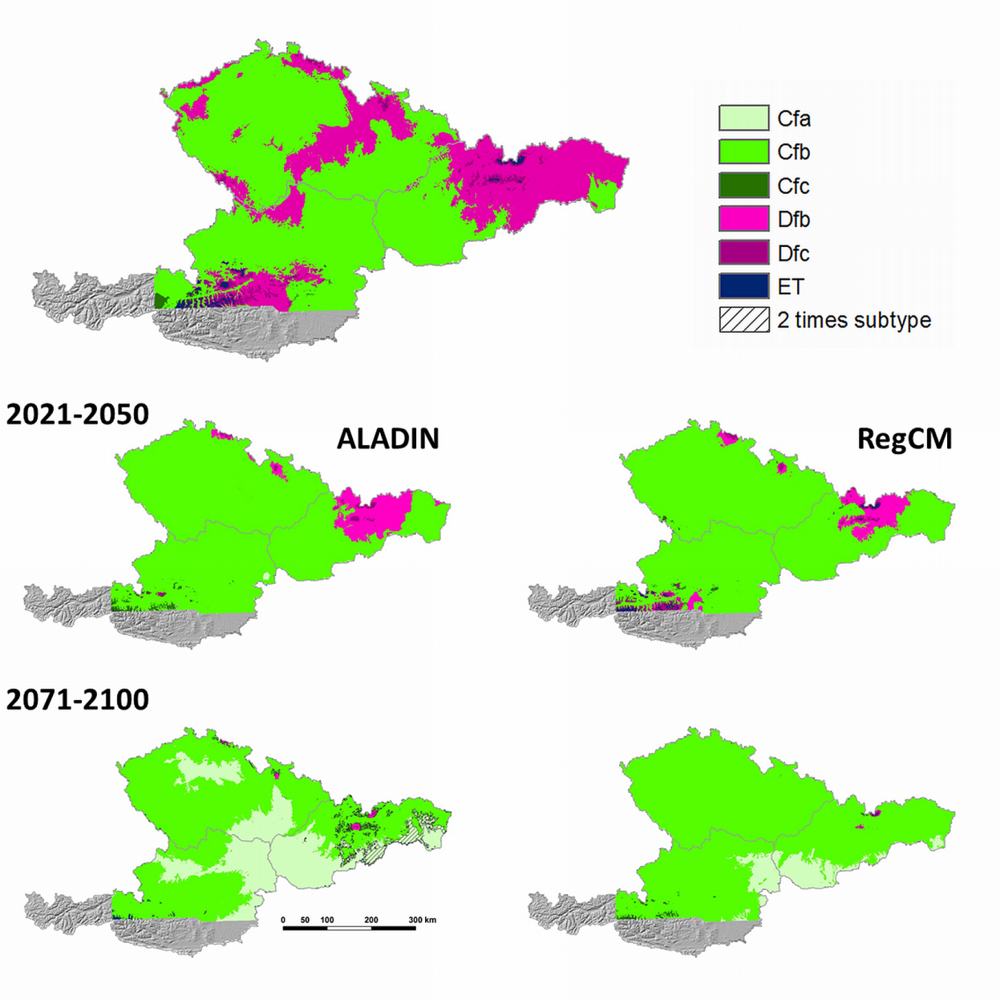 Cfa
Cfb
Cfc
Dfb
Dfc
ET
2 times subtype
2021-2050
ALADIN
RegCM
2071-2100
0 50 100 200 300 km